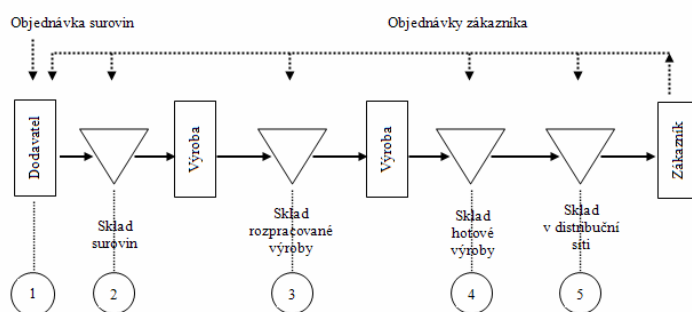 Objednávka surovin
Objednávky zákazníka
Dodavatel
Výroba
Výroba
Zákazník
Sklad
surovin
Sklad
rozpracované
výroby
Sklad
hotové
výroby
Sklad
v distribuční
síti
1
2
3
4
5